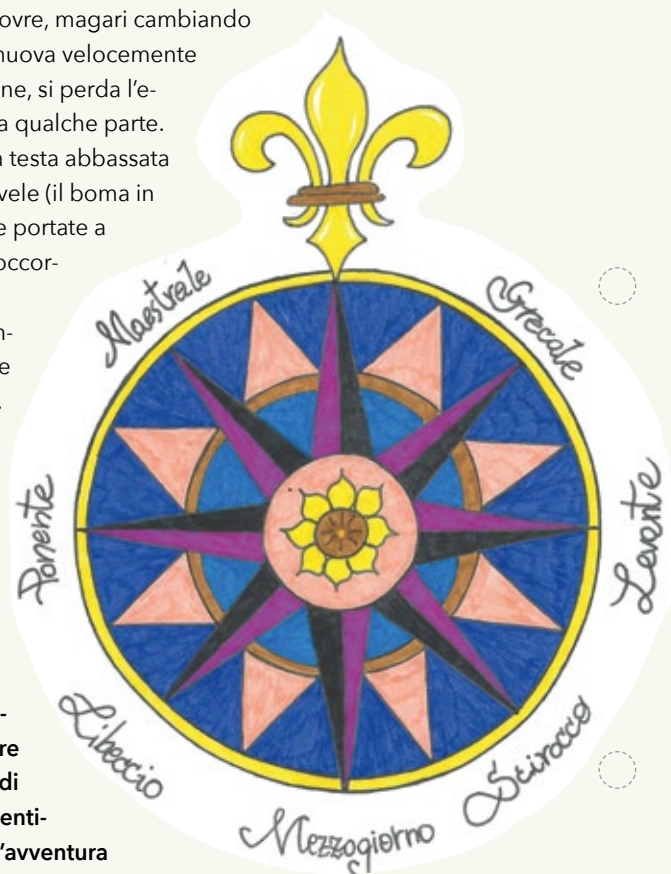 ovre, magari cambiando
nuova velocemente
ne, si perda l'e-
a qualche parte.
testa abbassata
vele (il boma in
e portate a
occor-
n-
e
Maestrale
Grecale
Ponente
Levante
Libeccio
Scirocco
Mezzogiorno
-
re
di
enti-
'avventura